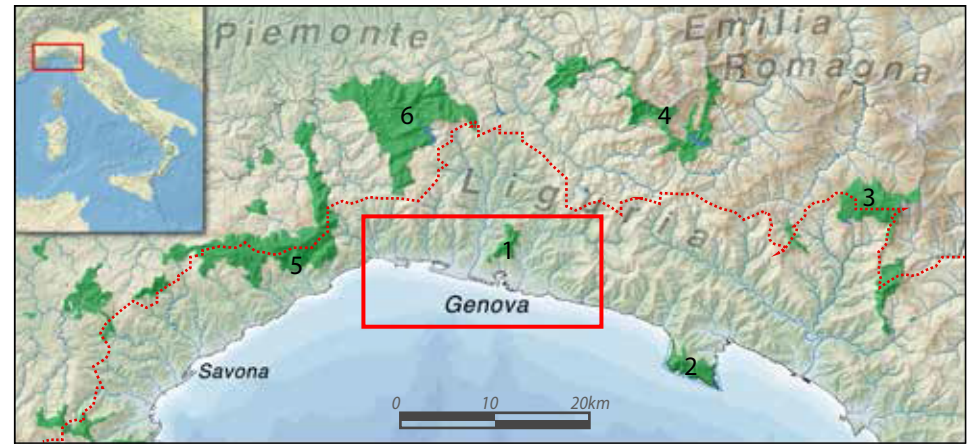 Piemonte
Emilia
Romagna
6
4
Liguria
3
1
5
Genova
2
Savona
0 10 20km